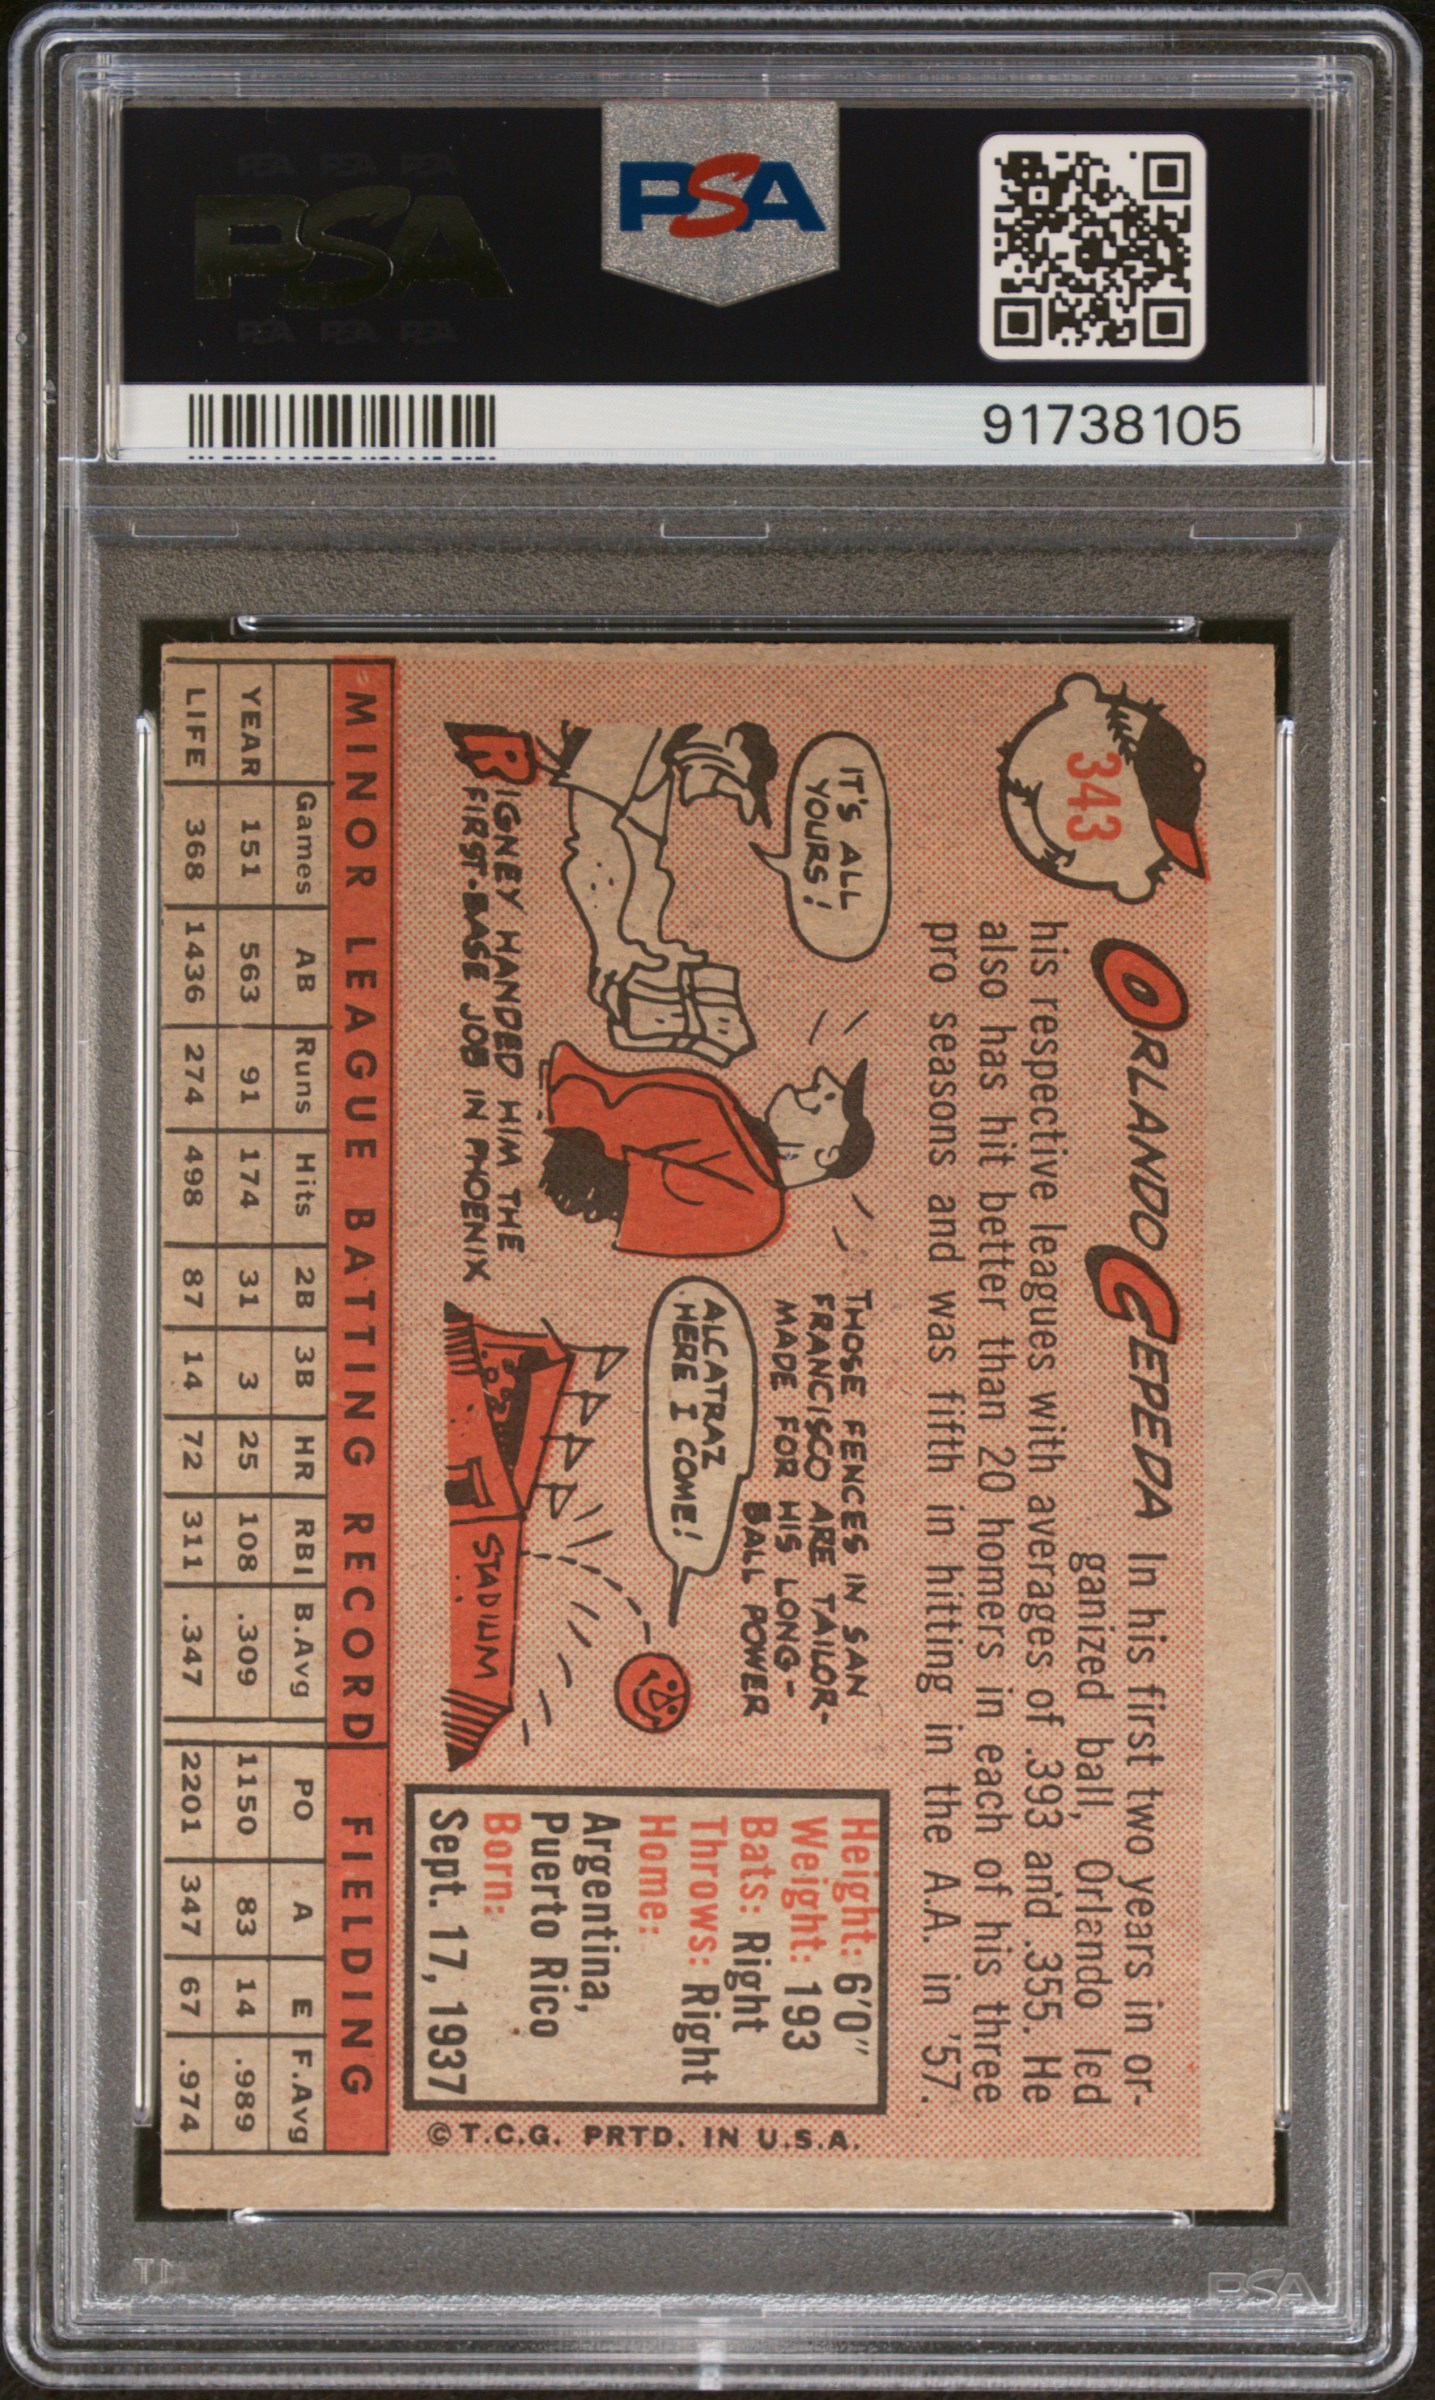 PSA PSA PSA
PSA
PSA PSA PSA
PSA
91738105
343
ORLANDO CEPEDA In his first two years in or-
ganized ball, Orlando led
his respective leagues with averages of .393 and .355. He
also has hit better than 20 homers in each of his three
pro seasons and was fifth in hitting in the A.A. in '57.
IT'S ALL
YOURS!
RIGNEY HANDED HIM THE
FIRST-BASE JOB IN PHOENIX
THOSE FENCES IN SAN
FRANCISCO ARE TAILOR-
MADE FOR HIS LONG-
BALL POWER
ALCATRAZ
HERE I COME!
STADIUM
Height: 6'0"
Weight: 193
Bats: Right
Throws: Right
Home:
Argentina,
Puerto Rico
Born:
Sept. 17, 1937
© T.C.G. PRTD. IN U.S.A.
MINOR LEAGUE BATTING RECORD FIELDING
Games AB Runs Hits 2B 3B HR RBI B.Avg PO A E F.Avg
YEAR 151 563 91 174 31 3 25 108 .309 1150 83 14 .989
LIFE 368 1436 274 498 87 14 72 311 .347 2201 347 67 .974
PSA